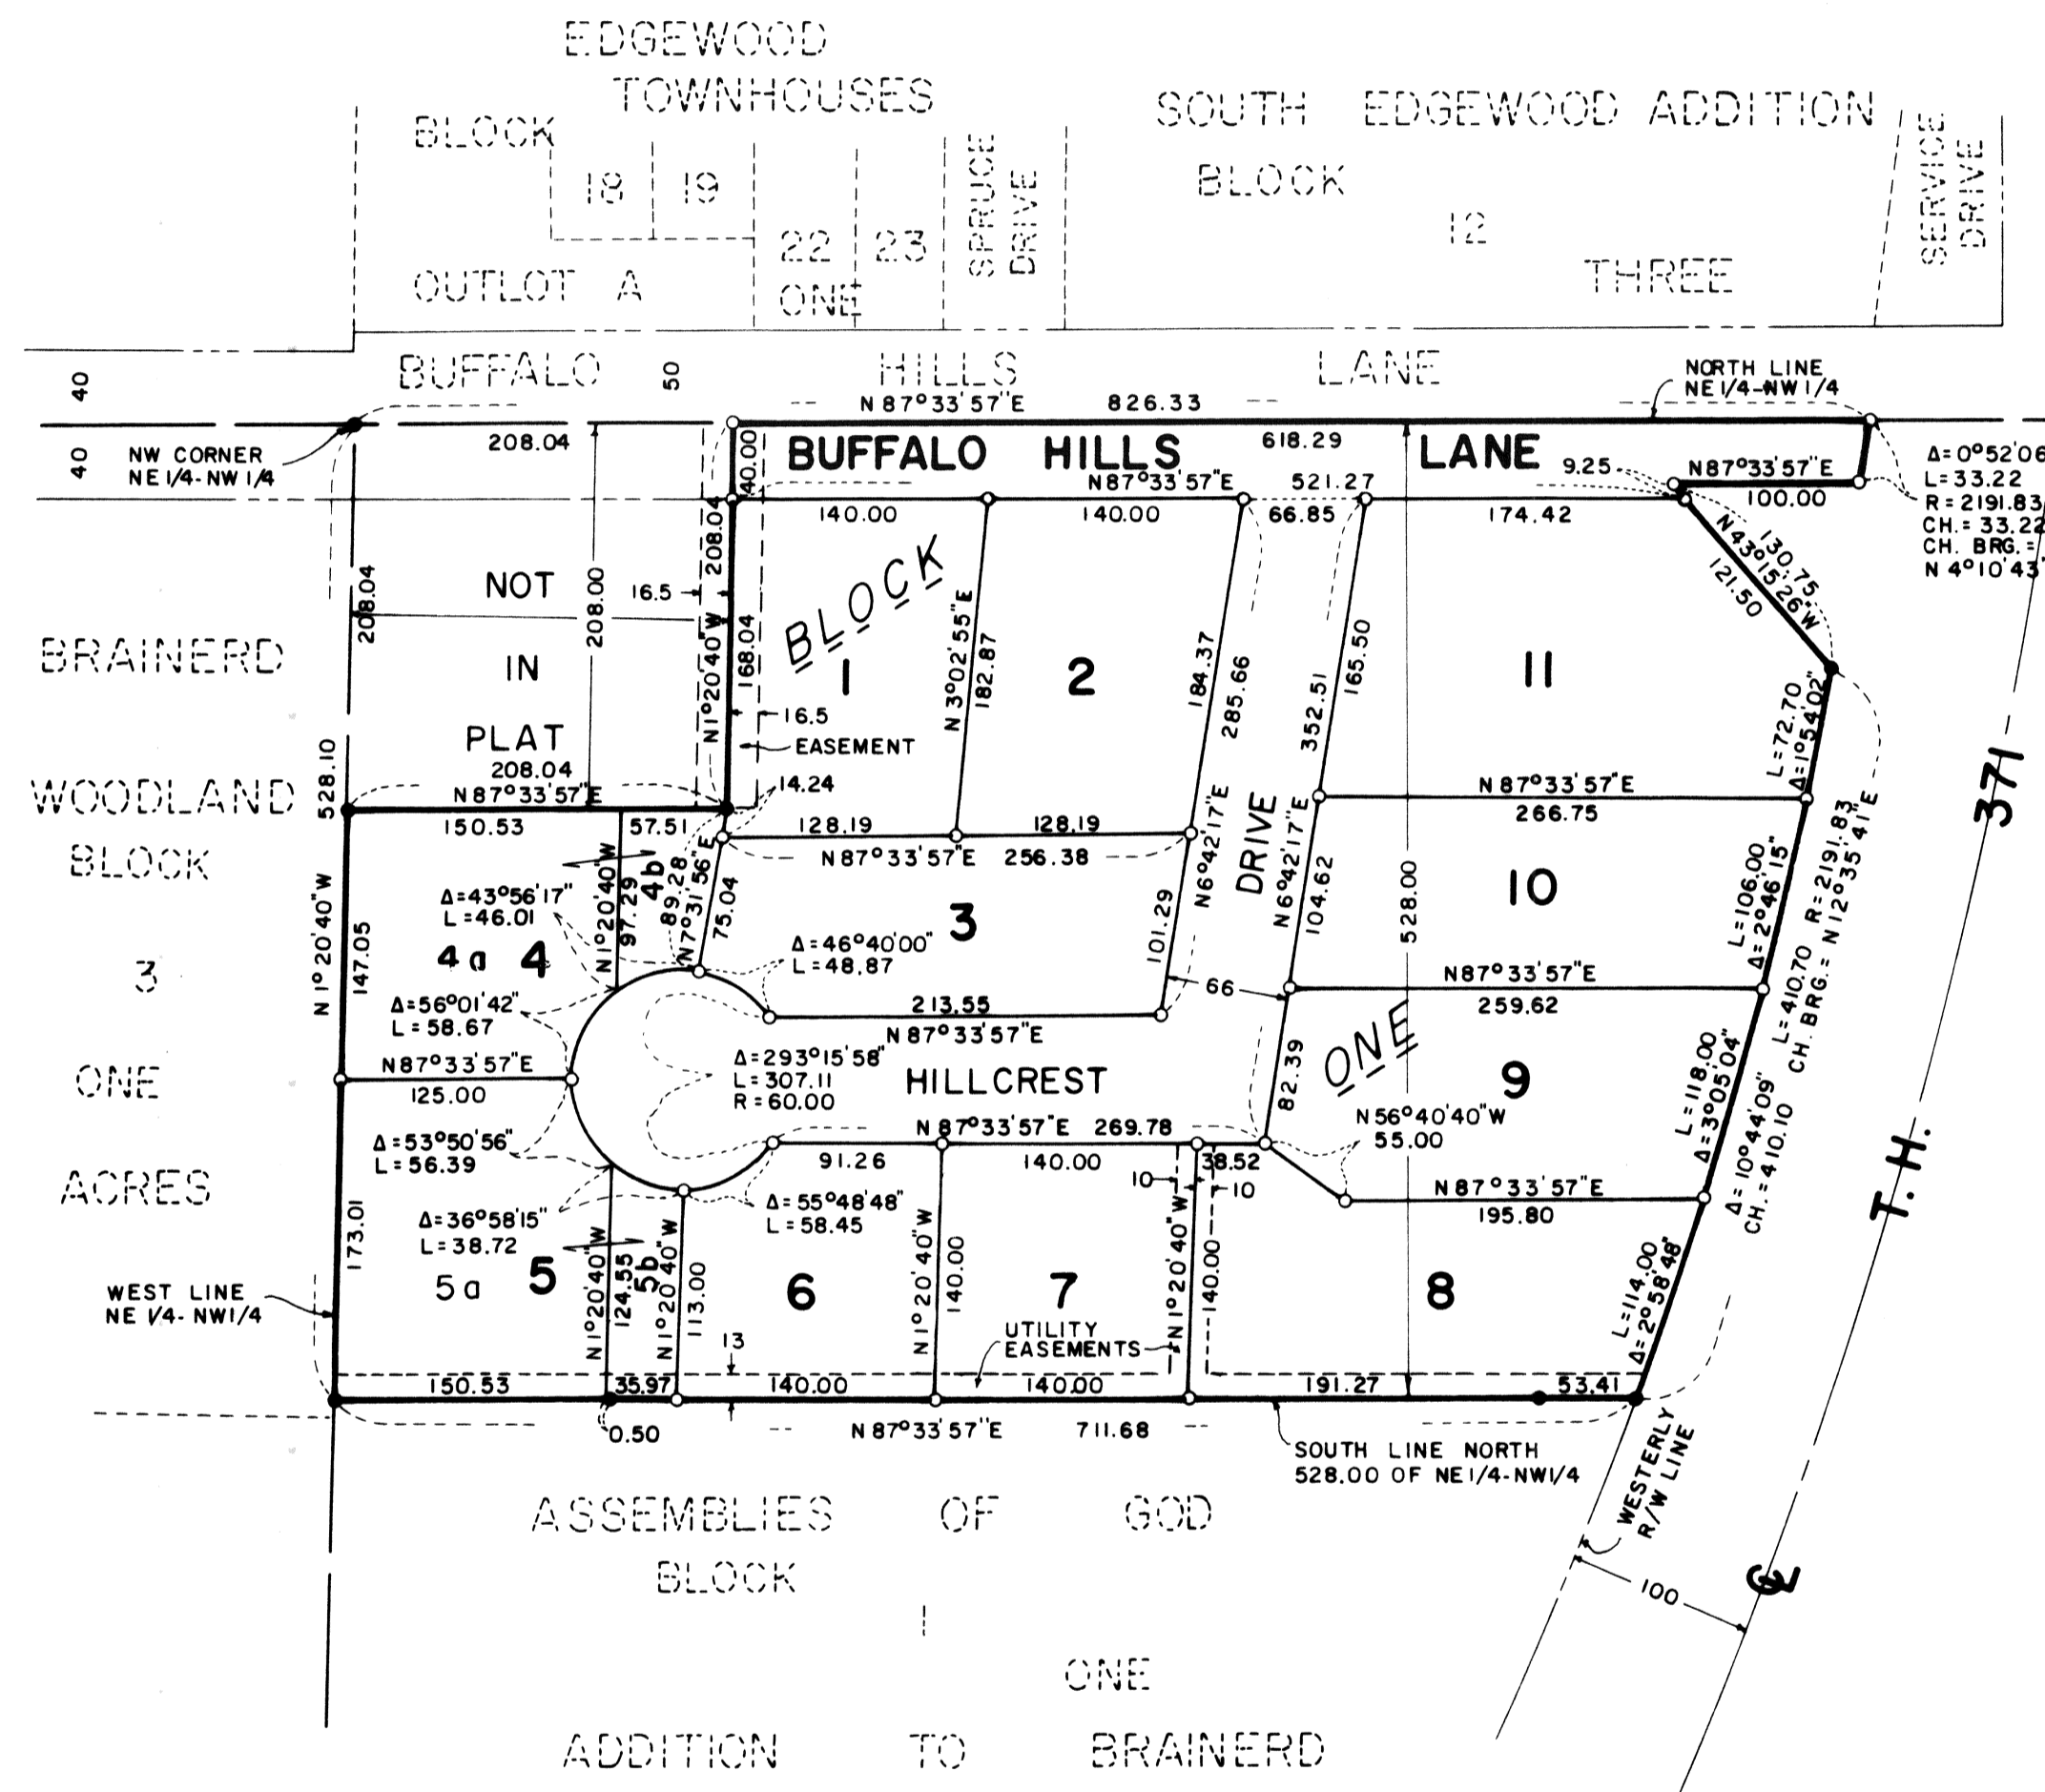 EDGEWOOD
TOWNHOUSES
BLOCK
18
19
22
23
ONE
OUTLOT A
SPRUCE
DRIVE
SOUTH EDGEWOOD ADDITION
BLOCK
12
THREE
SERVICE
DRIVE
BUFFALO HILLS LANE
40
50
NORTH LINE
NE 1/4-NW 1/4
N 87°33'57"E 826.33
208.04
40
NW CORNER
NE 1/4-NW 1/4
40.00
BUFFALO HILLS LANE
618.29
9.25
N87°33'57"E
100.00
Δ=0°52'06
L=33.22
R=2191.83
CH.=33.22
CH. BRG.=
N 4°10'43"
N87°33'57"E 521.27
140.00
140.00
66.85
174.42
N43°15'26"W
130.75
121.50
NOT
IN
PLAT
208.04
208.00
16.5
208.04
N1°20'40"W
168.04
BLOCK
1
N 3°02'55"E
182.87
2
184.37
285.66
352.51
165.50
11
L=72.70
Δ=1°54'02"
16.5
EASEMENT
14.24
BRAINERD
WOODLAND
BLOCK
3
ONE
ACRES
528.10
208.04
N 87°33'57"E
150.53
57.51
128.19
128.19
N87°33'57"E 256.38
N 87°33'57"E
266.75
DRIVE
N6°42'17"E
N6°42'17"E
104.62
528.00
10
L=106.00
Δ=2°46'15"
L=410.70 R=2191.83
CH. BRG.=N12°35'41"E
371
N1°20'40"W
147.05
Δ=43°56'17"
L=46.01
4a 4
N1°20'40"W
97.29
4b
89.28
N7°31'56"E
75.04
3
101.29
Δ=46°40'00"
L=48.87
213.55
N87°33'57"E
66
N87°33'57"E
259.62
Δ=56°01'42"
L=58.67
N87°33'57"E
125.00
Δ=293°15'58"
L=307.11
R=60.00
HILLCREST
82.39
ONE
9
L=118.00
Δ=3°05'04"
Δ=10°44'09"
CH.=410.10
T.H.
Δ=53°50'56"
L=56.39
N87°33'57"E 269.78
91.26
140.00
38.52
10
10
N56°40'40"W
55.00
N87°33'57"E
195.80
Δ=36°58'15"
L=38.72
Δ=55°48'48"
L=58.45
173.01
WEST LINE
NE 1/4-NW1/4
5a 5
N1°20'40"W
124.55
5b
N1°20'40"W
113.00
6
N1°20'40"W
140.00
7
N1°20'40"W
140.00
8
L=114.00
Δ=2°58'48"
13
UTILITY
EASEMENTS
150.53
35.97
140.00
140.00
191.27
53.41
0.50
N87°33'57"E 711.68
SOUTH LINE NORTH
528.00 OF NE1/4-NW1/4
WESTERLY
R/W LINE
100
℄
ASSEMBLIES OF GOD
BLOCK
ONE
ADDITION TO BRAINERD